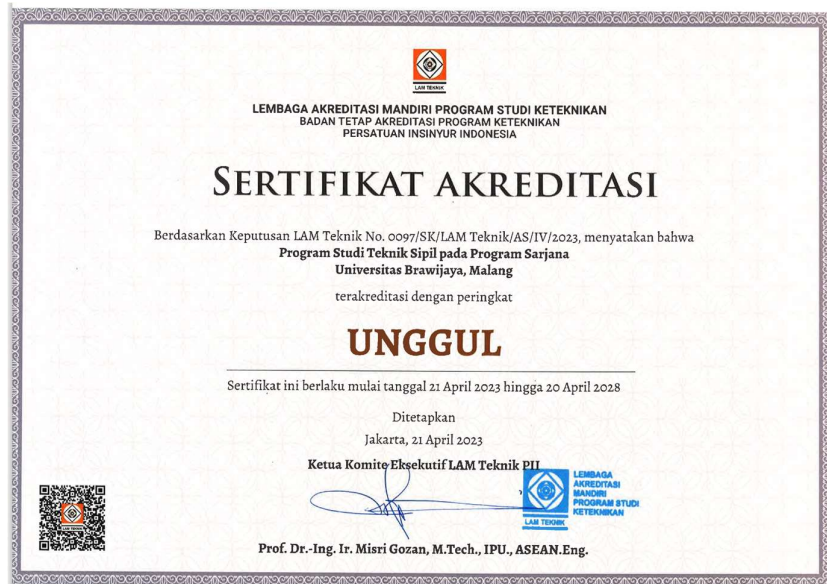 LAM TEKNIK
LEMBAGA AKREDITASI MANDIRI PROGRAM STUDI KETEKNIKAN
BADAN TETAP AKREDITASI PROGRAM KETEKNIKAN
PERSATUAN INSINYUR INDONESIA
SERTIFIKAT AKREDITASI
Berdasarkan Keputusan LAM Teknik No. 0097/SK/LAM Teknik/AS/IV/2023, menyatakan bahwa
Program Studi Teknik Sipil pada Program Sarjana
Universitas Brawijaya, Malang
terakreditasi dengan peringkat
UNGGUL
Sertifikat ini berlaku mulai tanggal 21 April 2023 hingga 20 April 2028
Ditetapkan
Jakarta, 21 April 2023
Ketua Komite Eksekutif LAM Teknik PII
LEMBAGA
AKREDITASI
MANDIRI
PROGRAM STUDI
KETEKNIKAN
LAM TEKNIK
LAM TEKNIK
Prof. Dr.-Ing. Ir. Misri Gozan, M.Tech., IPU., ASEAN.Eng.